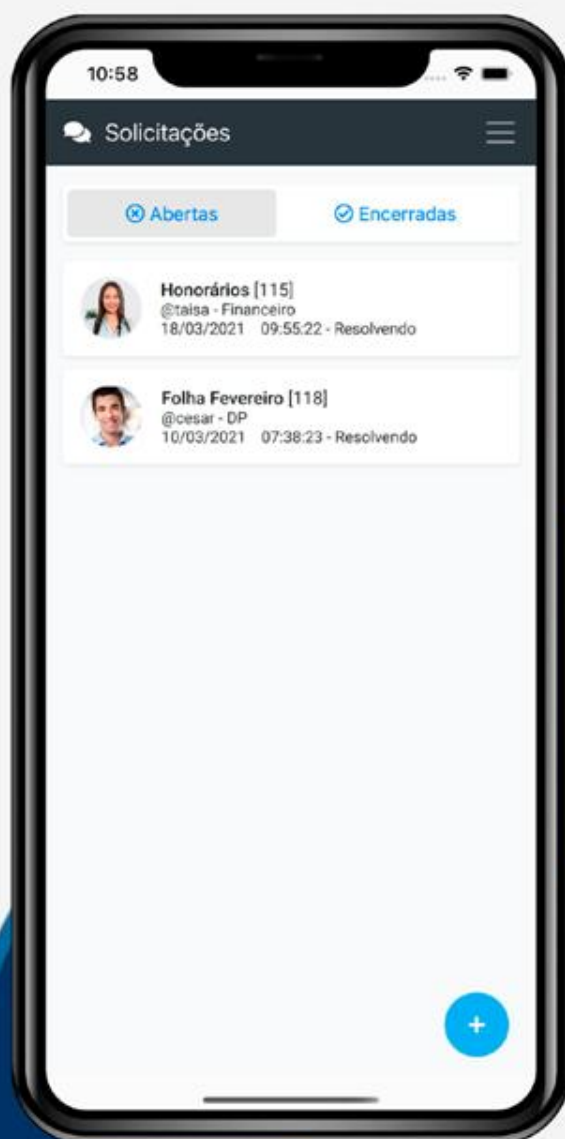 10:58
Solicitações
Abertas
Encerradas
Honorários [115]
@taisa - Financeiro
18/03/2021 09:55:22 - Resolvendo
Folha Fevereiro [118]
@cesar - DP
10/03/2021 07:38:23 - Resolvendo
+